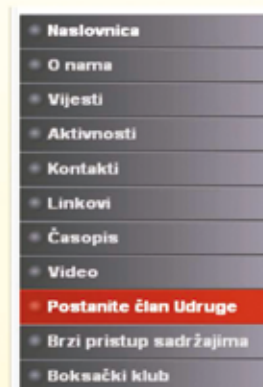 Naslovnica
O nama
Vijesti
Aktivnosti
Kontakti
Linkovi
Časopis
Video
Postanite član Udruge
Brzi pristup sadržajima
Boksački klub